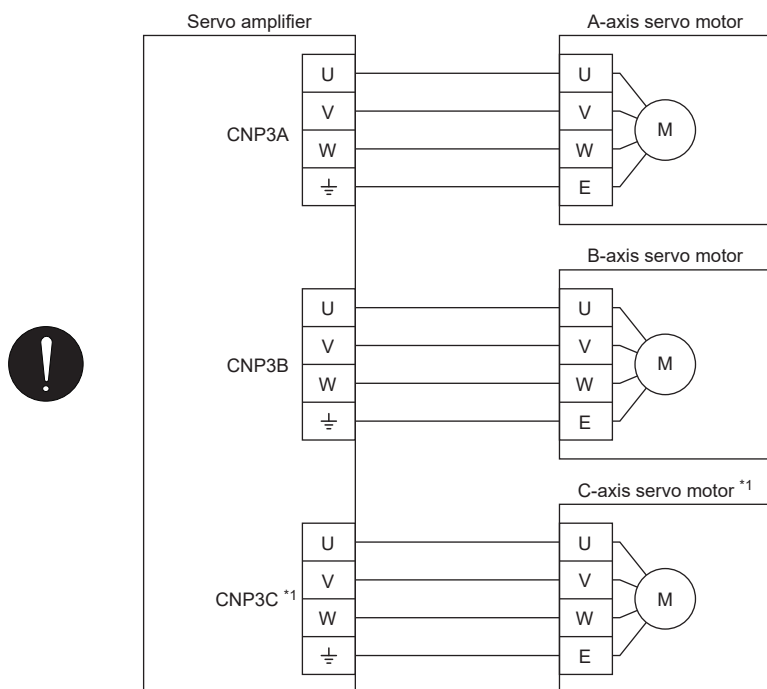 Servo amplifier
A-axis servo motor
CNP3A
U
V
W
U
V
W
E
M
B-axis servo motor
CNP3B
U
V
W
U
V
W
E
M
C-axis servo motor *1
CNP3C *1
U
V
W
U
V
W
E
M